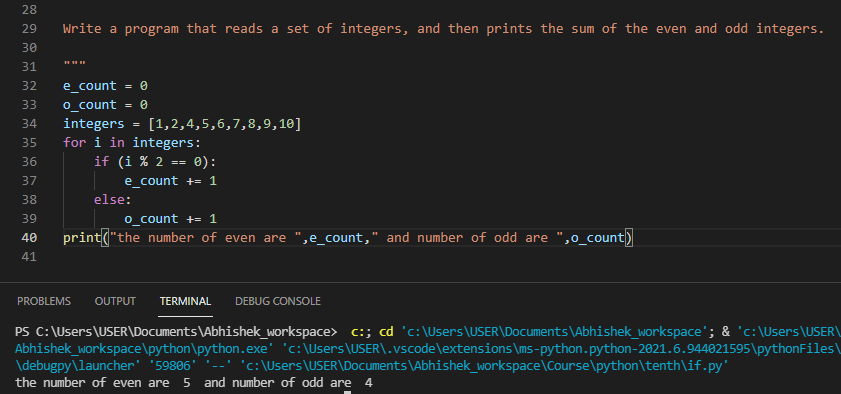 28
29 Write a program that reads a set of integers, and then prints the sum of the even and odd integers.
30
31 """
32 e_count = 0
33 o_count = 0
34 integers = [1,2,4,5,6,7,8,9,10]
35 for i in integers:
36     if (i % 2 == 0):
37         e_count += 1
38     else:
39         o_count += 1
40 print("the number of even are ",e_count," and number of odd are ",o_count)
41
PROBLEMS OUTPUT TERMINAL DEBUG CONSOLE
PS C:\Users\USER\Documents\Abhishek_workspace>  c:; cd 'c:\Users\USER\Documents\Abhishek_workspace'; & 'c:\Users\USER\
Abhishek_workspace\python\python.exe' 'c:\Users\USER\.vscode\extensions\ms-python.python-2021.6.944021595\pythonFiles\
\debugpy\launcher' '59806' '--' 'c:\Users\USER\Documents\Abhishek_workspace\Course\python\tenth\if.py'
the number of even are  5  and number of odd are  4